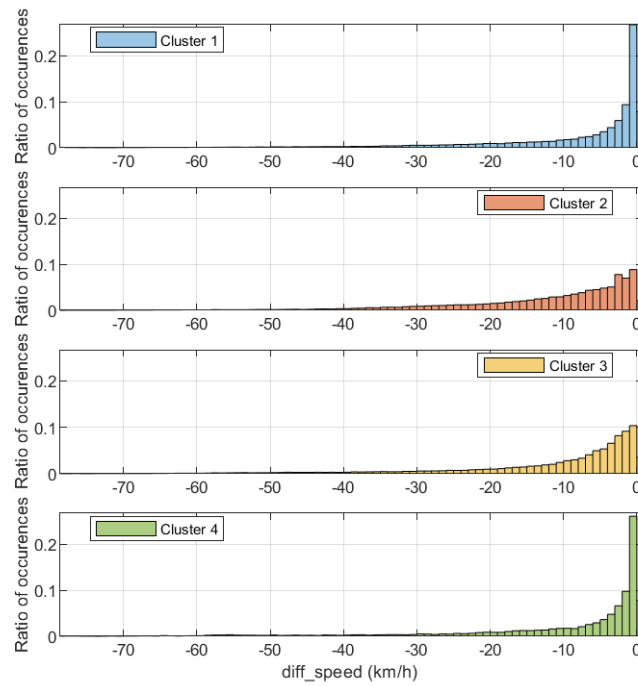 Ratio of occurences
0.2
0.1
0
Cluster 1
-70 -60 -50 -40 -30 -20 -10 0
Ratio of occurences
0.2
0.1
0
Cluster 2
-70 -60 -50 -40 -30 -20 -10 0
Ratio of occurences
0.2
0.1
0
Cluster 3
-70 -60 -50 -40 -30 -20 -10 0
Ratio of occurences
0.2
0.1
0
Cluster 4
-70 -60 -50 -40 -30 -20 -10 0
diff_speed (km/h)